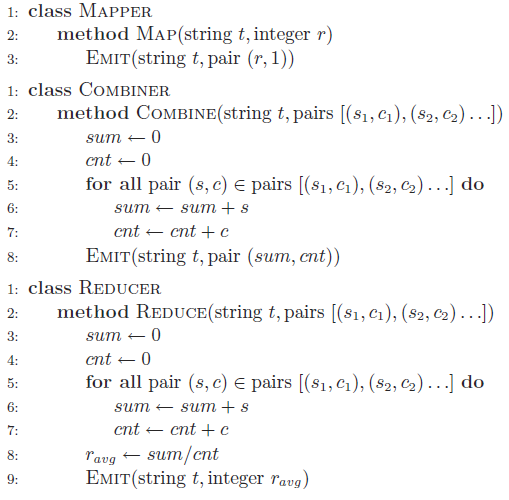 1: class Mapper
2: method Map(string t, integer r)
3: Emit(string t, pair (r, 1))
1: class Combiner
2: method Combine(string t, pairs [(s₁, c₁), (s₂, c₂) . . .])
3: sum ← 0
4: cnt ← 0
5: for all pair (s, c) ∈ pairs [(s₁, c₁), (s₂, c₂) . . .] do
6: sum ← sum + s
7: cnt ← cnt + c
8: Emit(string t, pair (sum, cnt))
1: class Reducer
2: method Reduce(string t, pairs [(s₁, c₁), (s₂, c₂) . . .])
3: sum ← 0
4: cnt ← 0
5: for all pair (s, c) ∈ pairs [(s₁, c₁), (s₂, c₂) . . .] do
6: sum ← sum + s
7: cnt ← cnt + c
8: r_avg ← sum/cnt
9: Emit(string t, integer r_avg)